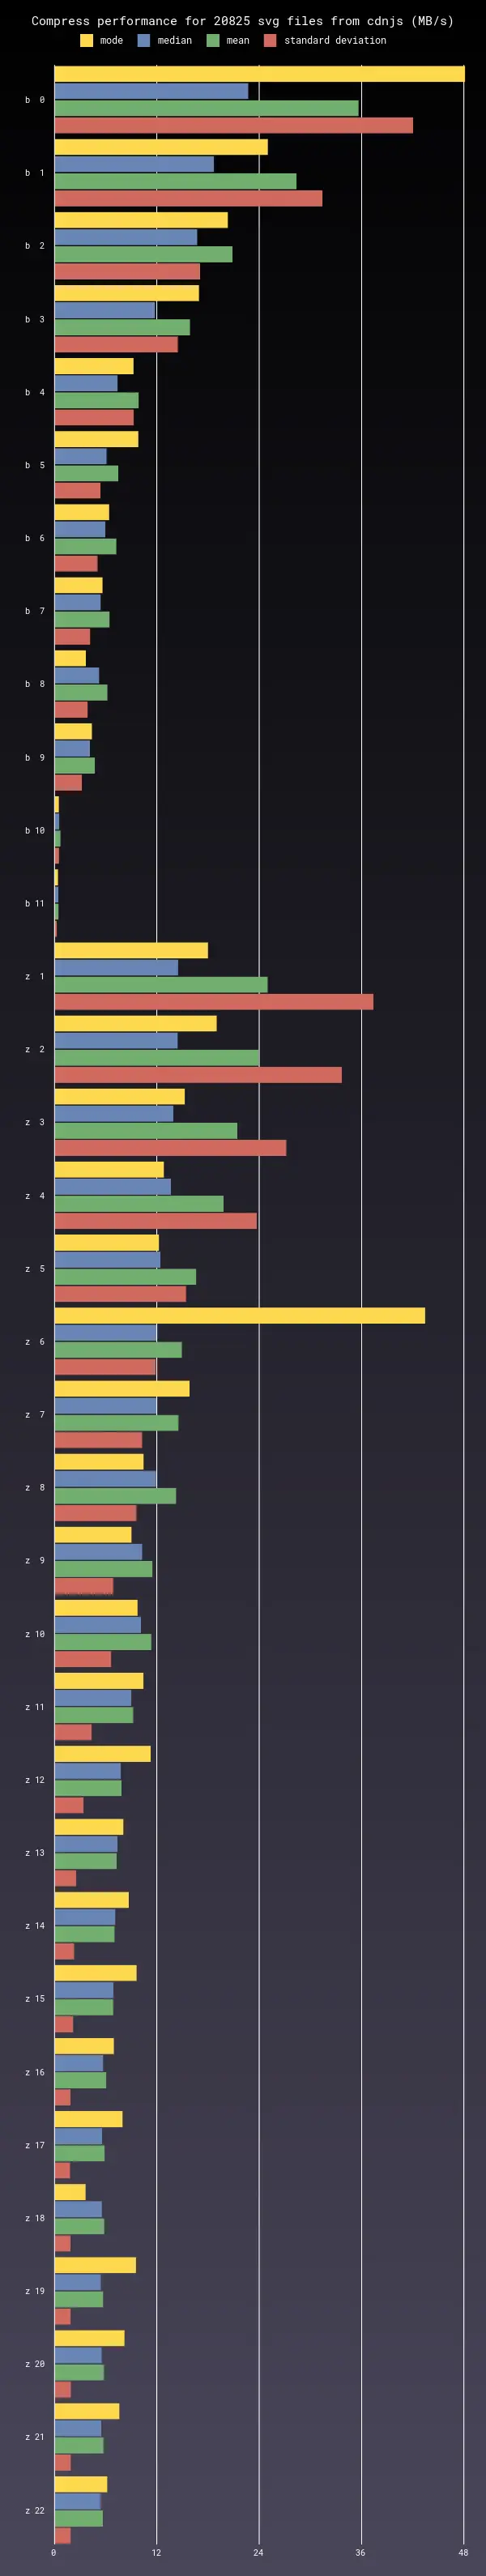 Compress performance for 20825 svg files from cdnjs (MB/s)
mode median mean standard deviation
b 0
b 1
b 2
b 3
b 4
b 5
b 6
b 7
b 8
b 9
b 10
b 11
z 1
z 2
z 3
z 4
z 5
z 6
z 7
z 8
z 9
z 10
z 11
z 12
z 13
z 14
z 15
z 16
z 17
z 18
z 19
z 20
z 21
z 22
0 12 24 36 48